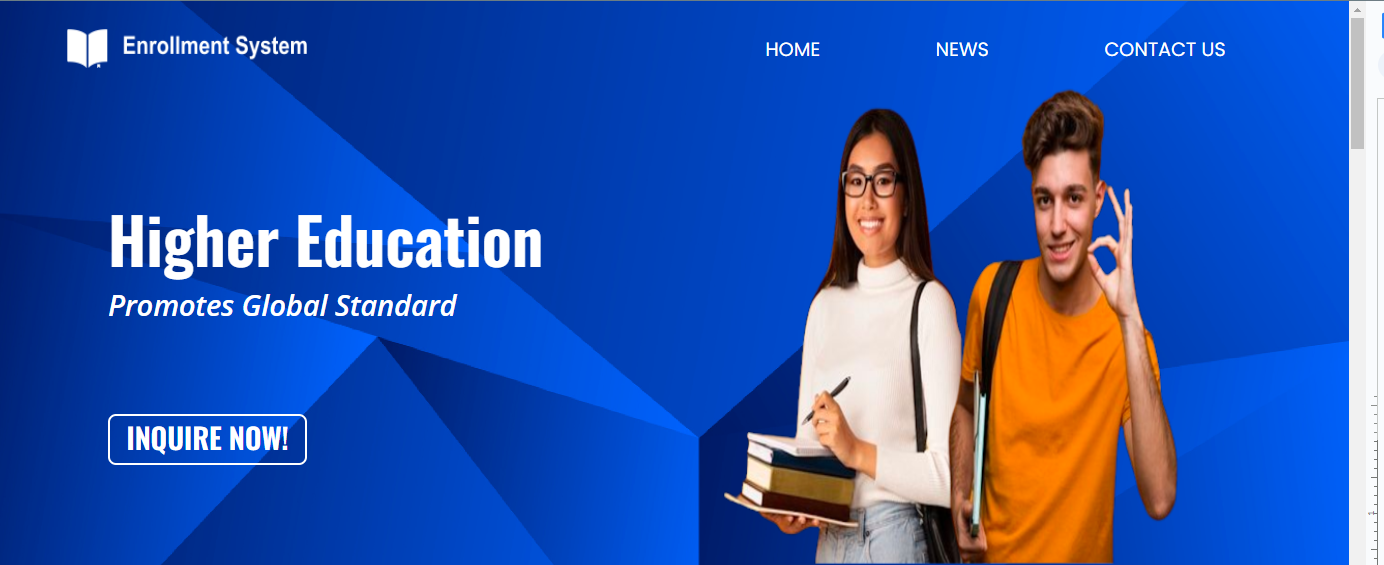 Enrollment System
HOME NEWS CONTACT US
Higher Education
Promotes Global Standard
INQUIRE NOW!